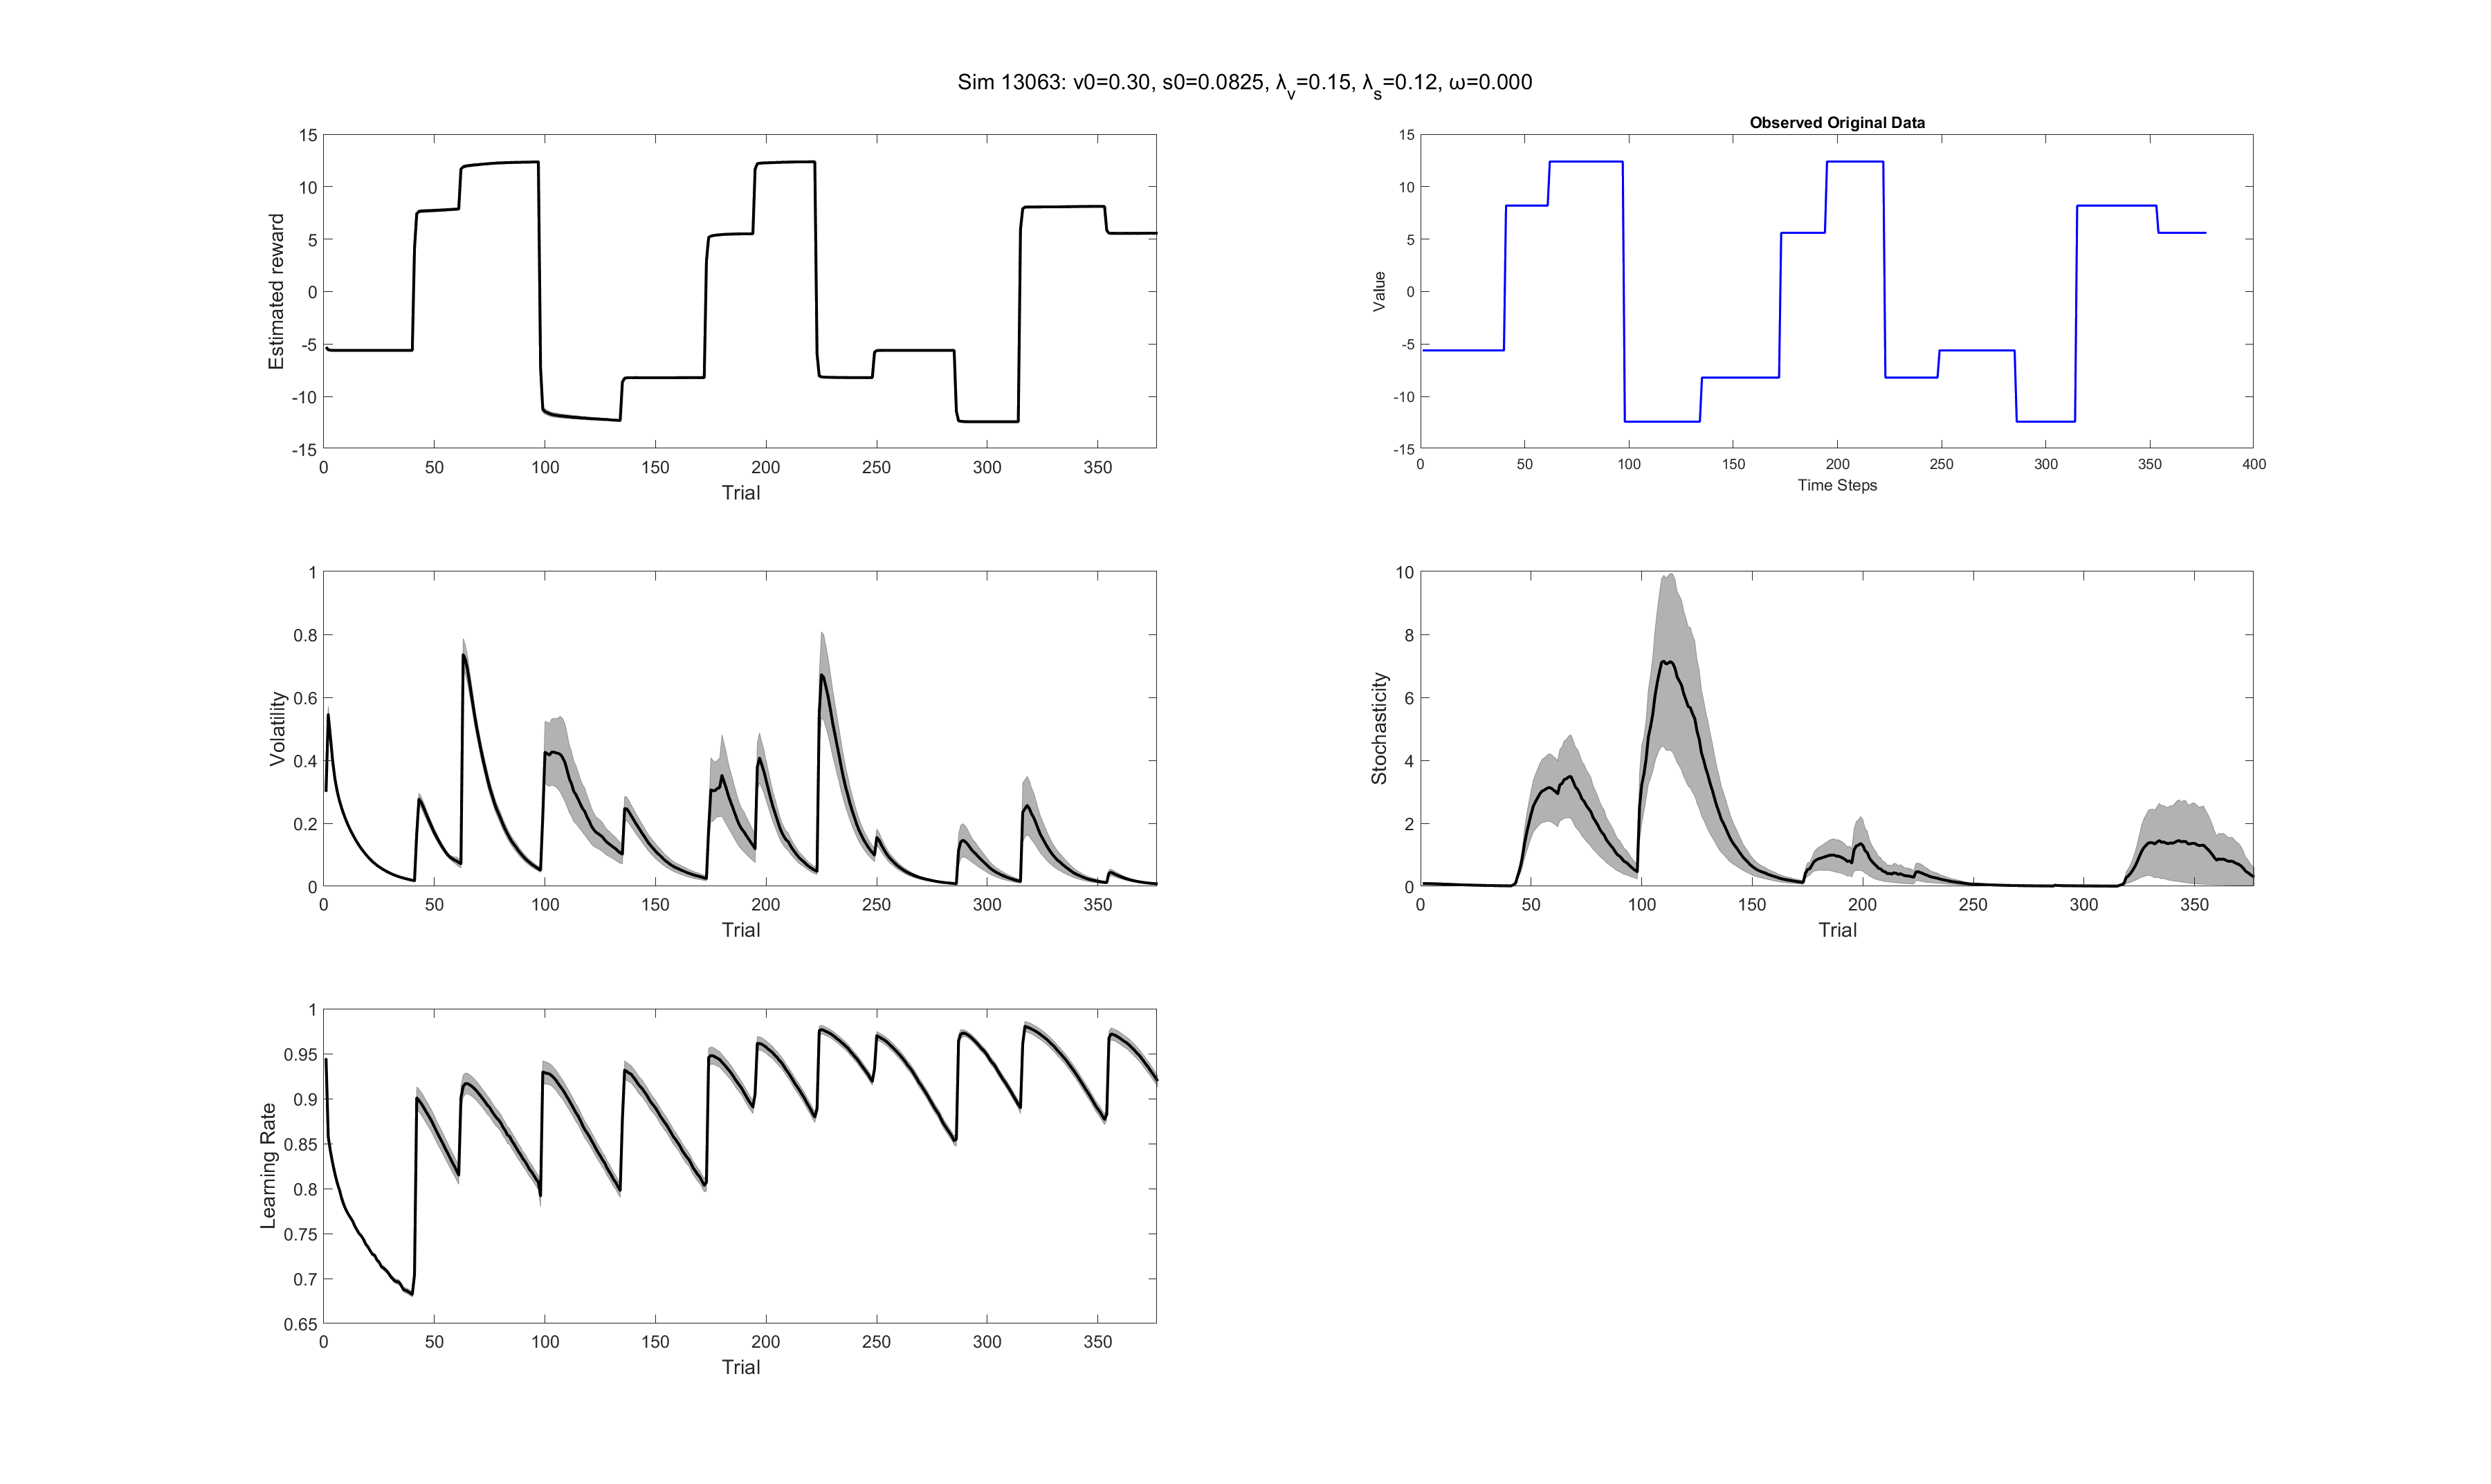 Sim 13063: v0=0.30, s0=0.0825, λv=0.15, λs=0.12, ω=0.000
15
10
5
0
-5
-10
-15
Estimated reward
0 50 100 150 200 250 300 350
Trial
Observed Original Data
15
10
5
0
-5
-10
-15
Value
0 50 100 150 200 250 300 350 400
Time Steps
1
0.8
0.6
0.4
0.2
0
Volatility
0 50 100 150 200 250 300 350
Trial
10
8
6
4
2
0
Stochasticity
0 50 100 150 200 250 300 350
Trial
1
0.95
0.9
0.85
0.8
0.75
0.7
0.65
Learning Rate
0 50 100 150 200 250 300 350
Trial